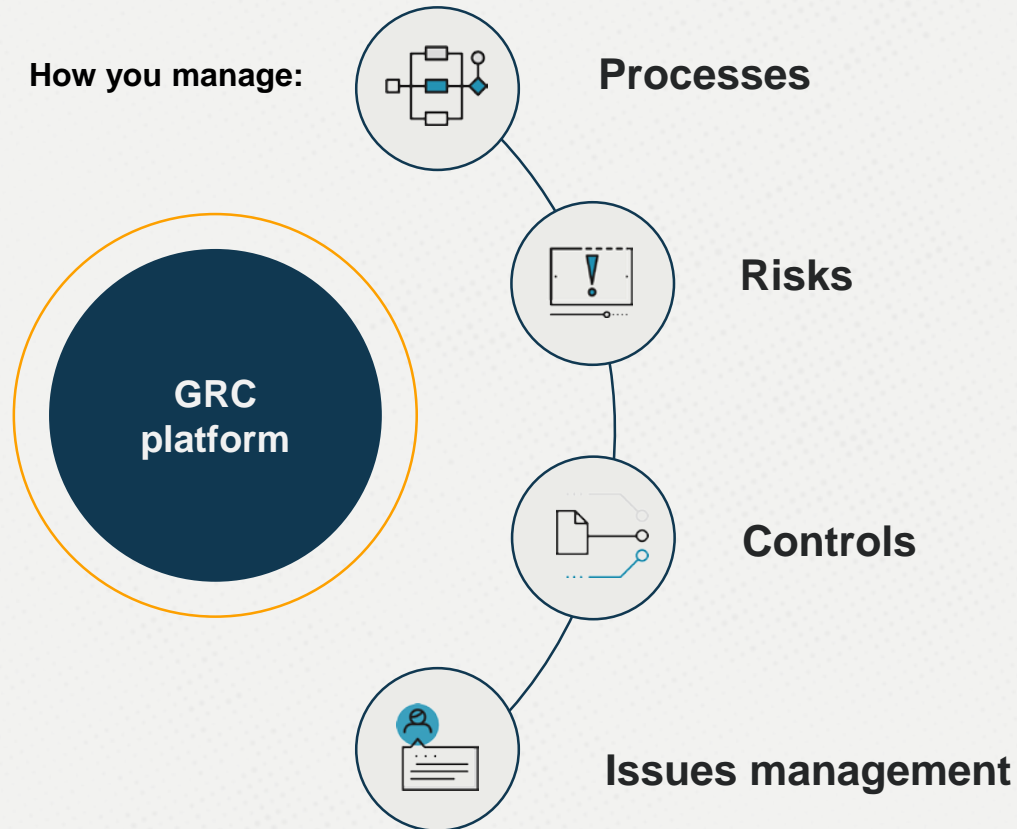 How you manage:
Processes
Risks
GRC
platform
Controls
Issues management